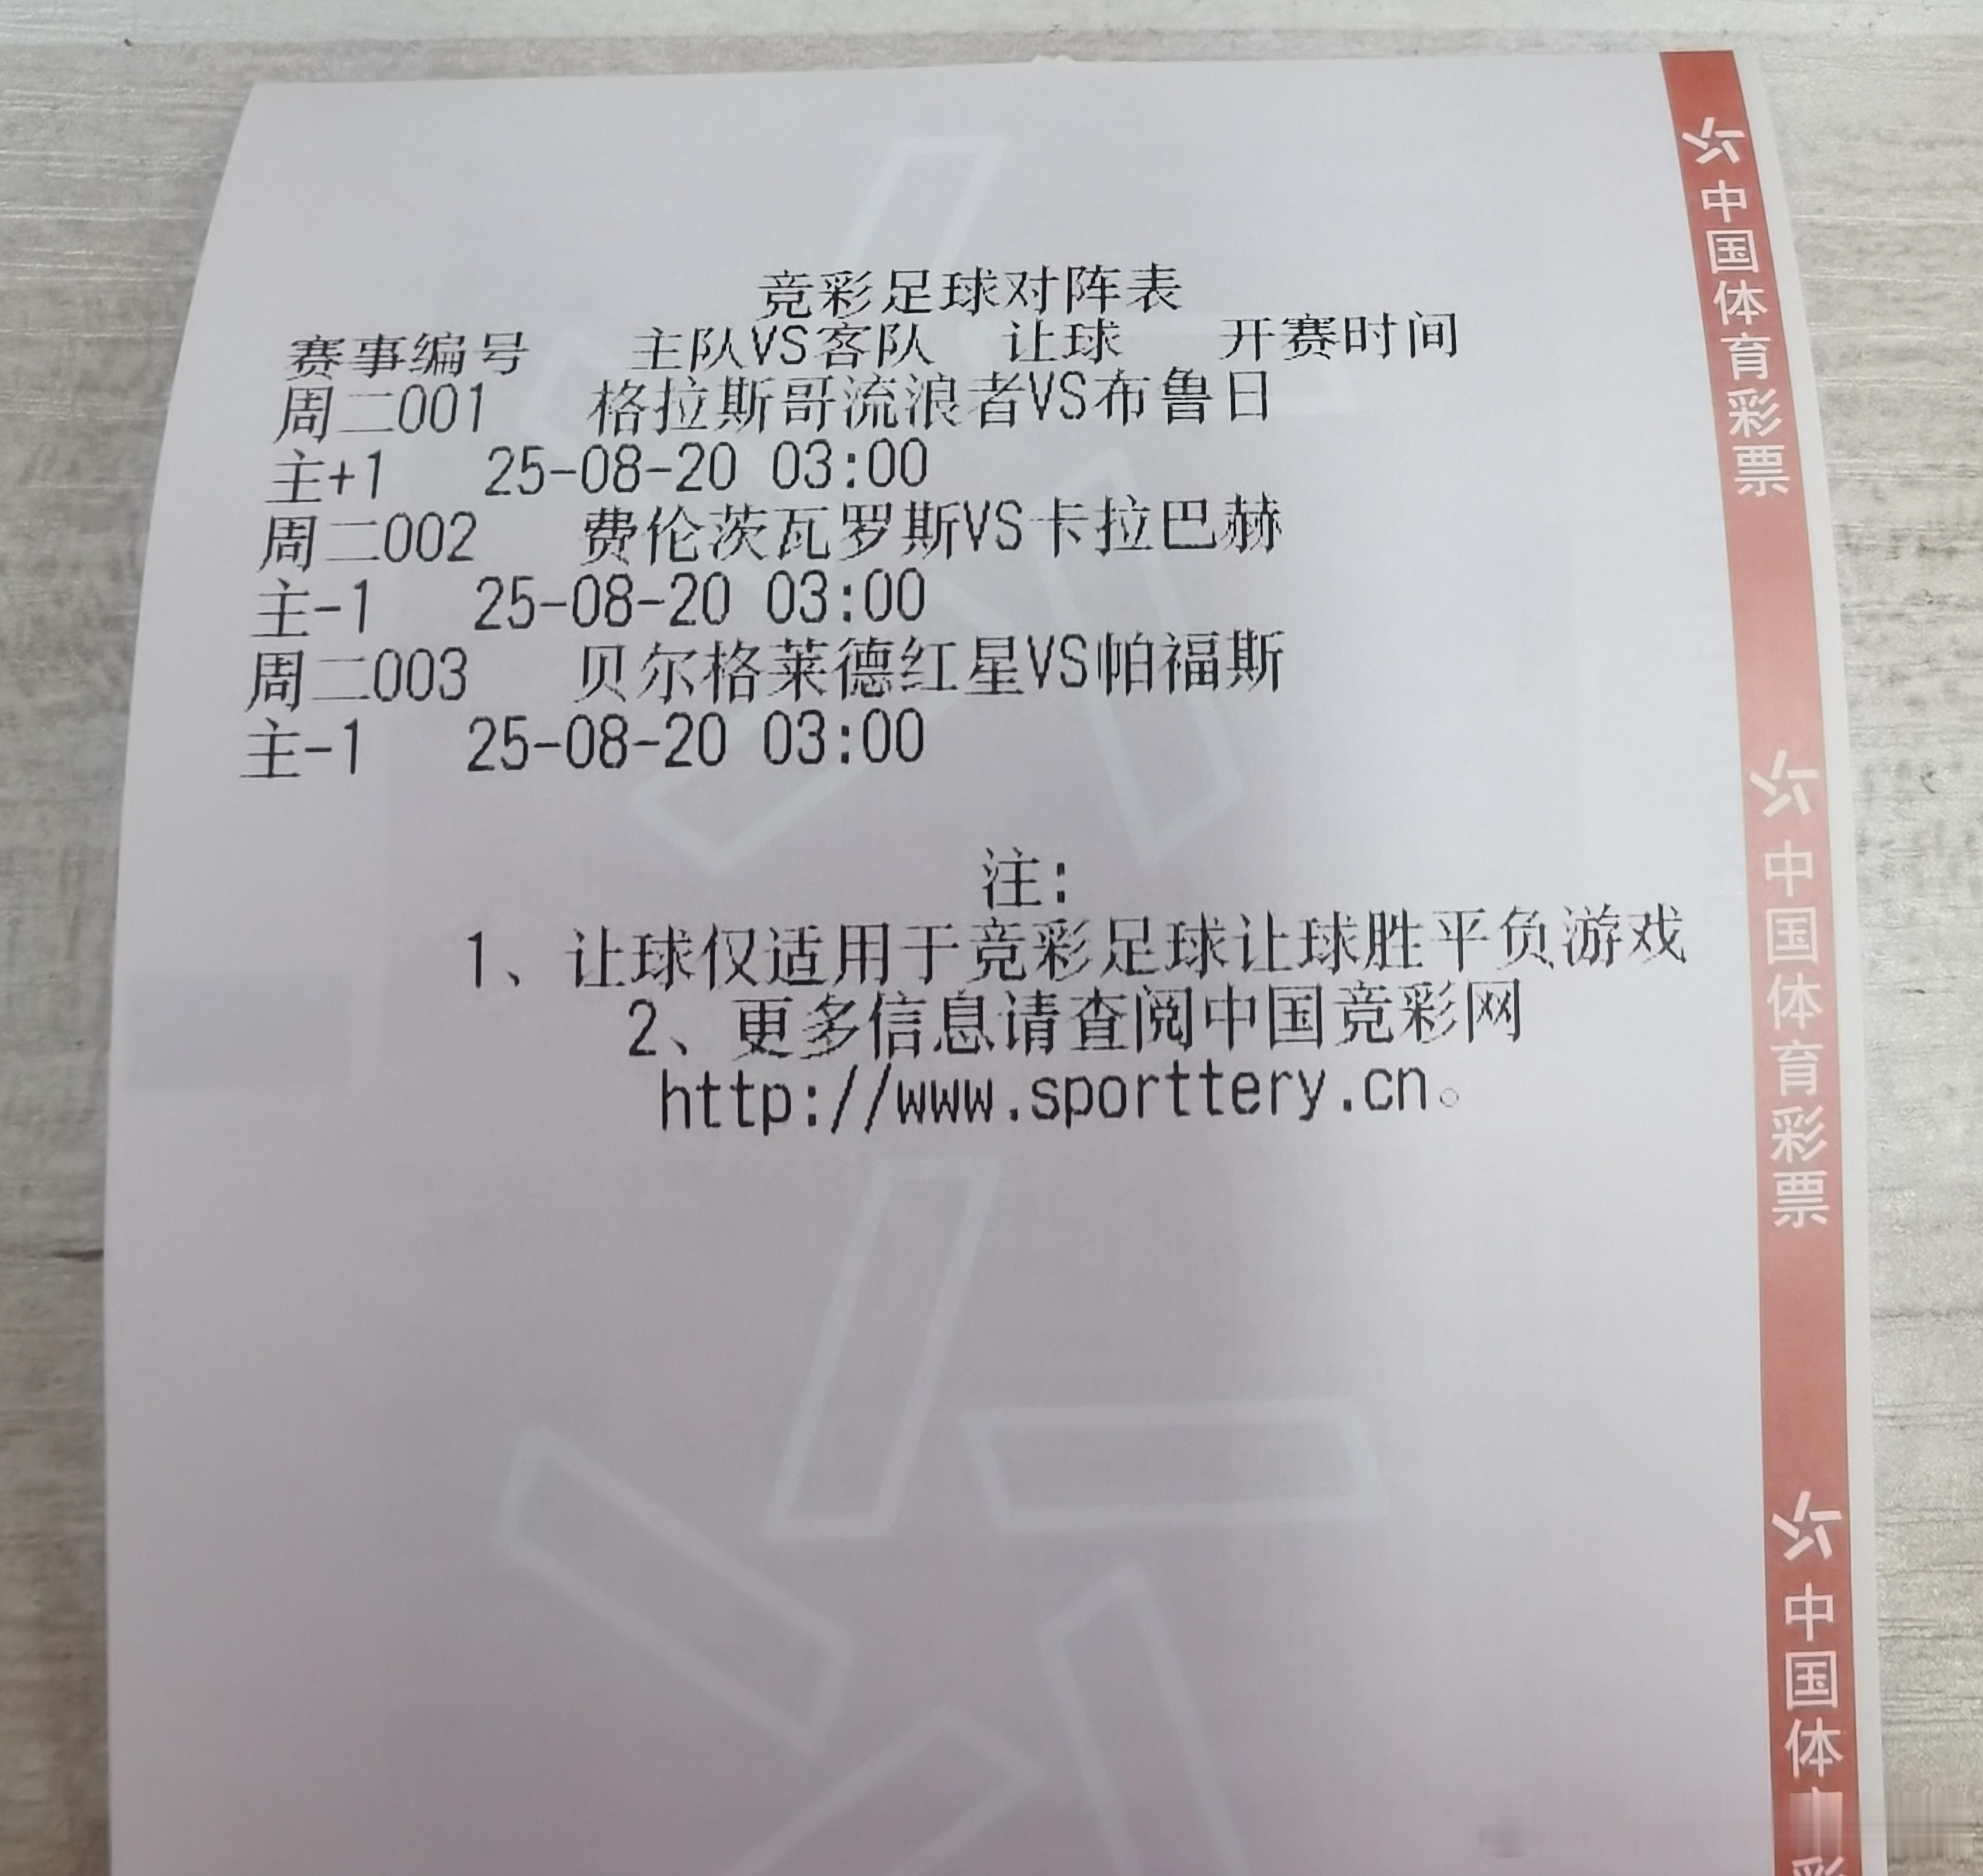 竞彩足球对阵表
赛事编号 主队VS客队 让球 开赛时间
周二001 格拉斯哥流浪者VS布鲁日
主+1 25-08-20 03:00
周二002 费伦茨瓦罗斯VS卡拉巴赫
主-1 25-08-20 03:00
周二003 贝尔格莱德红星VS帕福斯
主-1 25-08-20 03:00
注:
1、让球仅适用于竞彩足球让球胜平负游戏
2、更多信息请查阅中国竞彩网
http://www.sporttery.cn。
中国体育彩票
中国体育彩票
中国体